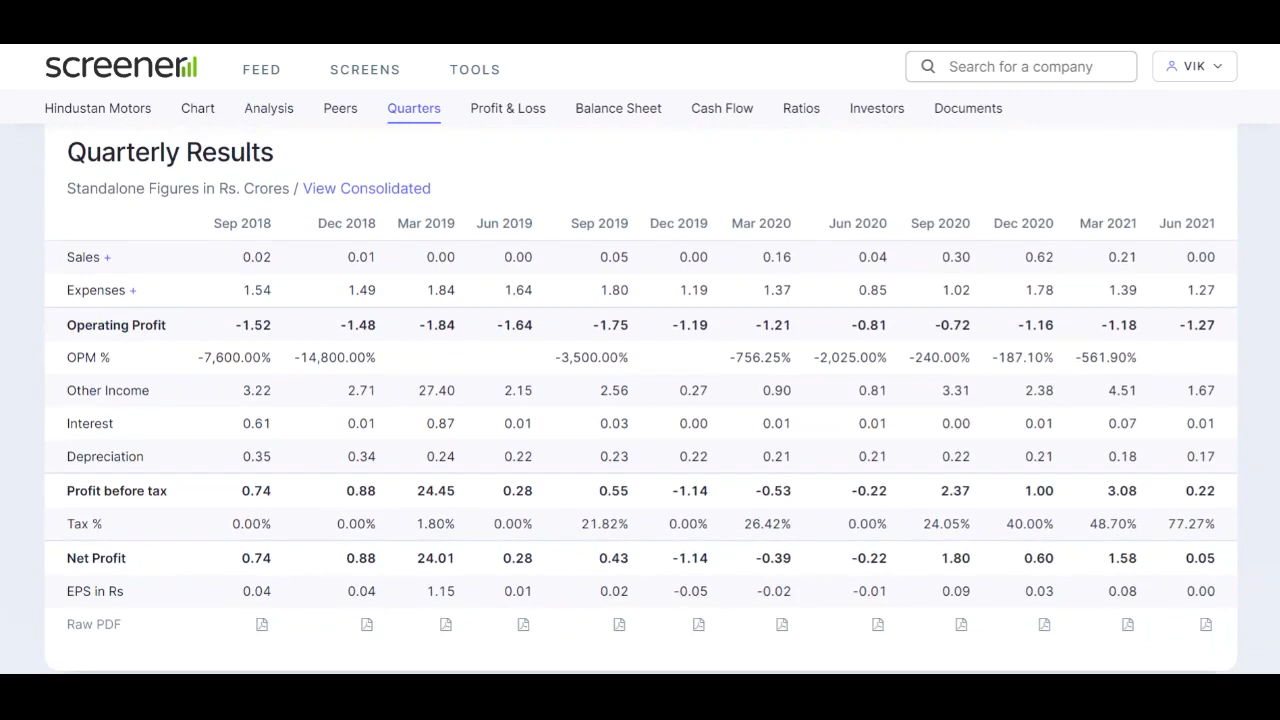 screener FEED SCREENS TOOLS Search for a company VIK
Hindustan Motors Chart Analysis Peers Quarters Profit & Loss Balance Sheet Cash Flow Ratios Investors Documents
Quarterly Results
Standalone Figures in Rs. Crores / View Consolidated
Sep 2018 Dec 2018 Mar 2019 Jun 2019 Sep 2019 Dec 2019 Mar 2020 Jun 2020 Sep 2020 Dec 2020 Mar 2021 Jun 2021
Sales + 0.02 0.01 0.00 0.00 0.05 0.00 0.16 0.04 0.30 0.62 0.21 0.00
Expenses + 1.54 1.49 1.84 1.64 1.80 1.19 1.37 0.85 1.02 1.78 1.39 1.27
Operating Profit -1.52 -1.48 -1.84 -1.64 -1.75 -1.19 -1.21 -0.81 -0.72 -1.16 -1.18 -1.27
OPM % -7,600.00% -14,800.00% -3,500.00% -756.25% -2,025.00% -240.00% -187.10% -561.90%
Other Income 3.22 2.71 27.40 2.15 2.56 0.27 0.90 0.81 3.31 2.38 4.51 1.67
Interest 0.61 0.01 0.87 0.01 0.03 0.00 0.01 0.01 0.00 0.01 0.07 0.01
Depreciation 0.35 0.34 0.24 0.22 0.23 0.22 0.21 0.21 0.22 0.21 0.18 0.17
Profit before tax 0.74 0.88 24.45 0.28 0.55 -1.14 -0.53 -0.22 2.37 1.00 3.08 0.22
Tax % 0.00% 0.00% 1.80% 0.00% 21.82% 0.00% 26.42% 0.00% 24.05% 40.00% 48.70% 77.27%
Net Profit 0.74 0.88 24.01 0.28 0.43 -1.14 -0.39 -0.22 1.80 0.60 1.58 0.05
EPS in Rs 0.04 0.04 1.15 0.01 0.02 -0.05 -0.02 -0.01 0.09 0.03 0.08 0.00
Raw PDF